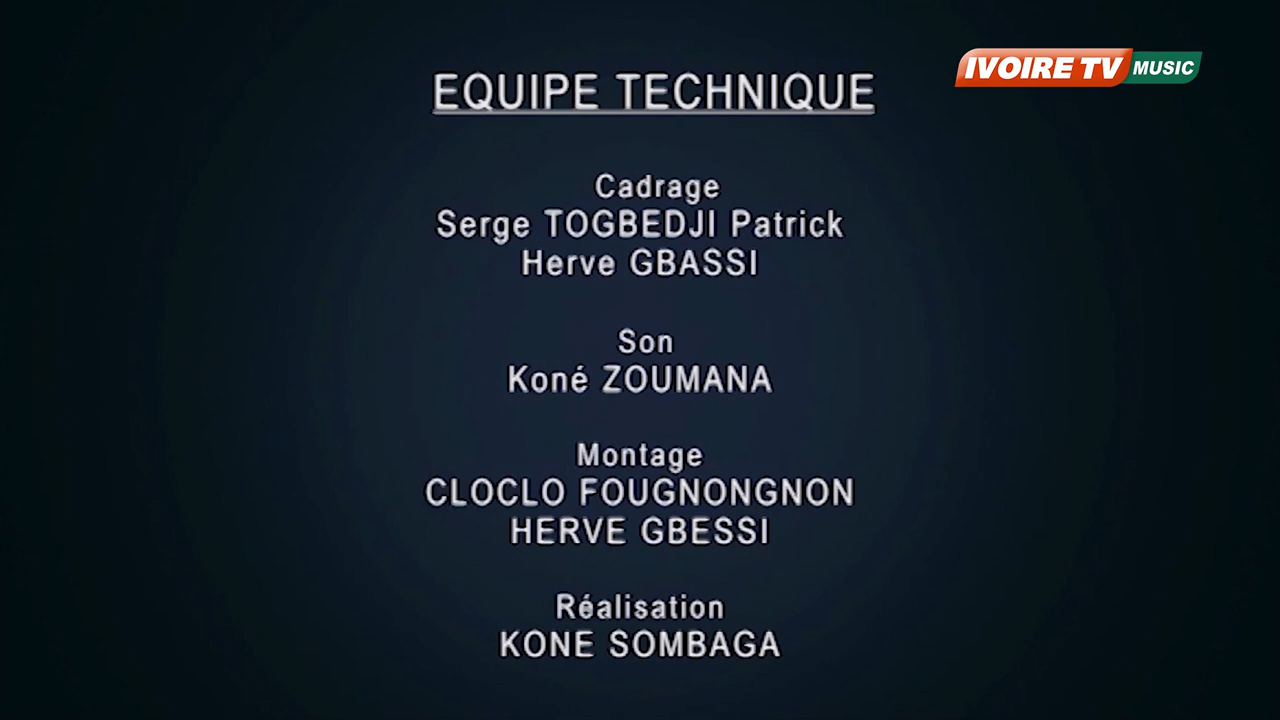 IVOIRE TV MUSIC
EQUIPE TECHNIQUE
Cadrage
Serge TOGBEDJI Patrick
Herve GBASSI
Son
Koné ZOUMANA
Montage
CLOCLO FOUGNONGNON
HERVE GBESSI
Réalisation
KONE SOMBAGA